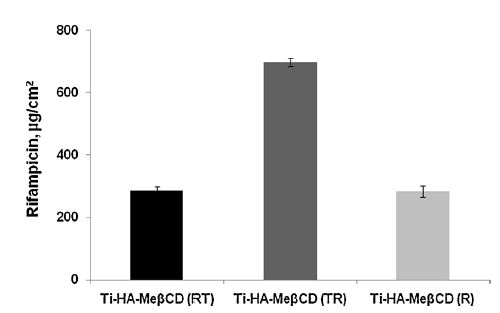 800
600
400
200
0
Rifampicin, µg/cm²
Ti-HA-MeβCD (RT) Ti-HA-MeβCD (TR) Ti-HA-MeβCD (R)